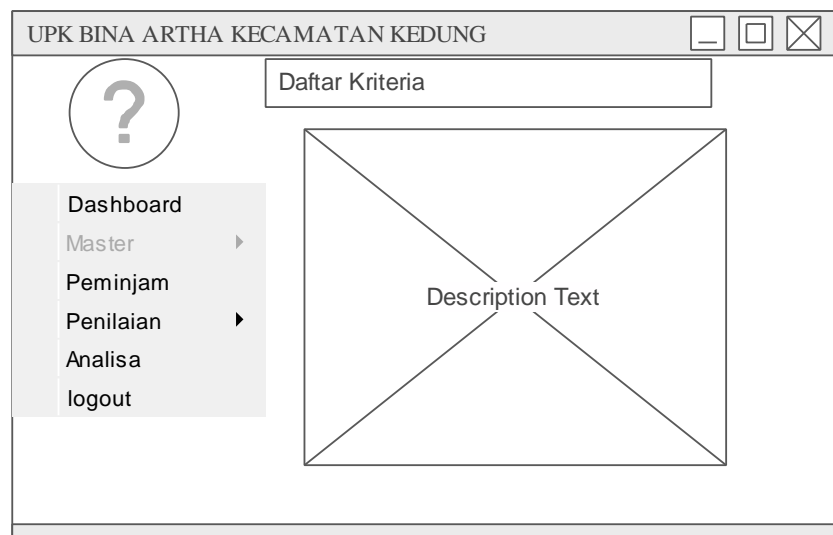 UPK BINA ARTHA KECAMATAN KEDUNG
?
Daftar Kriteria
Dashboard
Master
Peminjam
Penilaian
Analisa
logout
Description Text